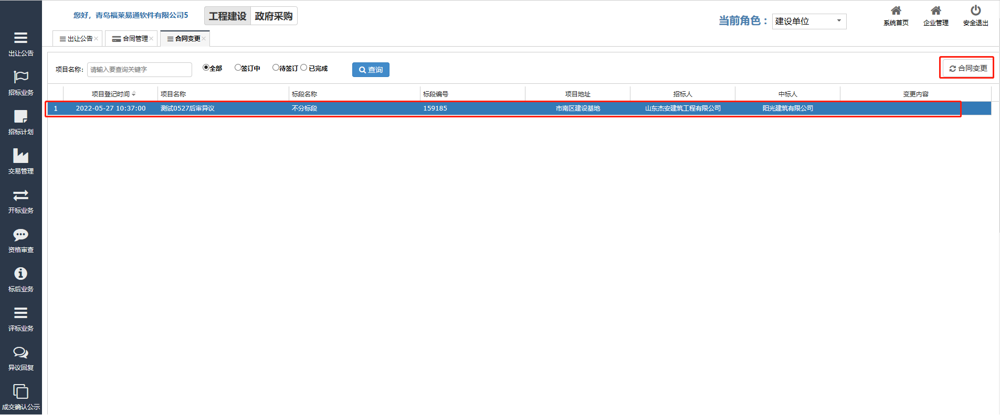 您好，青岛福莱易通软件有限公司5
工程建设 政府采购
当前角色： 建设单位
系统首页 企业管理 安全退出
出让公告 合同管理 合同变更
项目名称： 请输入要查询关键字 全部 签订中 待签订 已完成 查询 合同变更
项目登记时间 项目名称 标段名称 标段编号 项目地址 招标人 中标人 变更内容
1 2022-05-27 10:37:00 测试0527后审异议 不分标段 159185 市南区建设基地 山东杰安建筑工程有限公司 阳光建筑有限公司
出让公告
招标业务
招标计划
交易管理
开标业务
资格审查
标后业务
评标业务
异议回复
成交确认公示